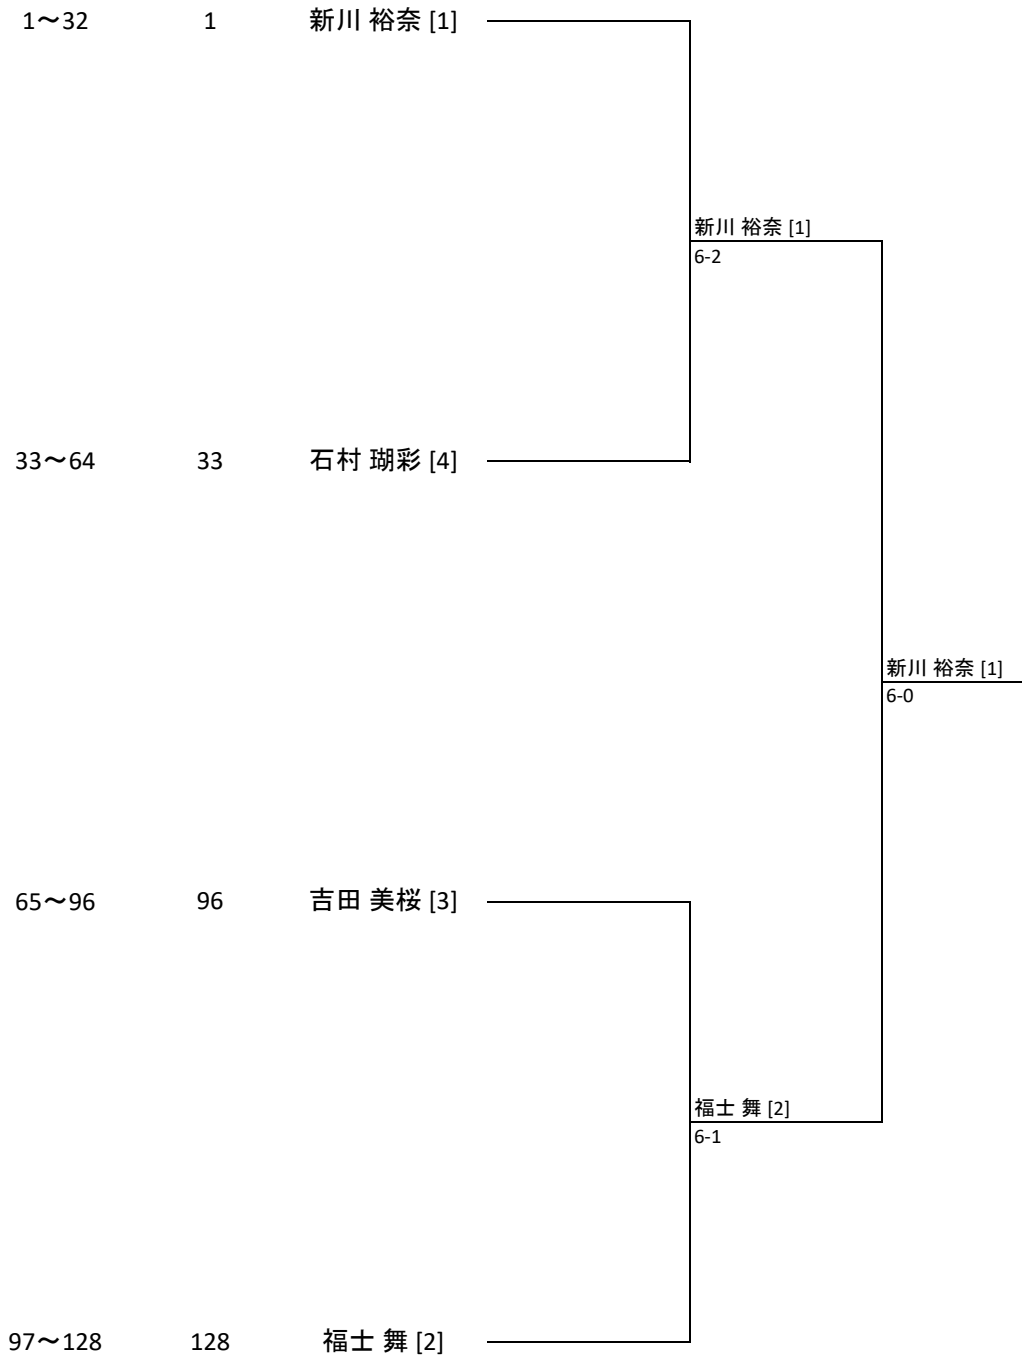 1～32 1 新川 裕奈 [1]
新川 裕奈 [1]
6-2
33～64 33 石村 瑚彩 [4]
新川 裕奈 [1]
6-0
65～96 96 吉田 美桜 [3]
福士 舞 [2]
6-1
97～128 128 福士 舞 [2]